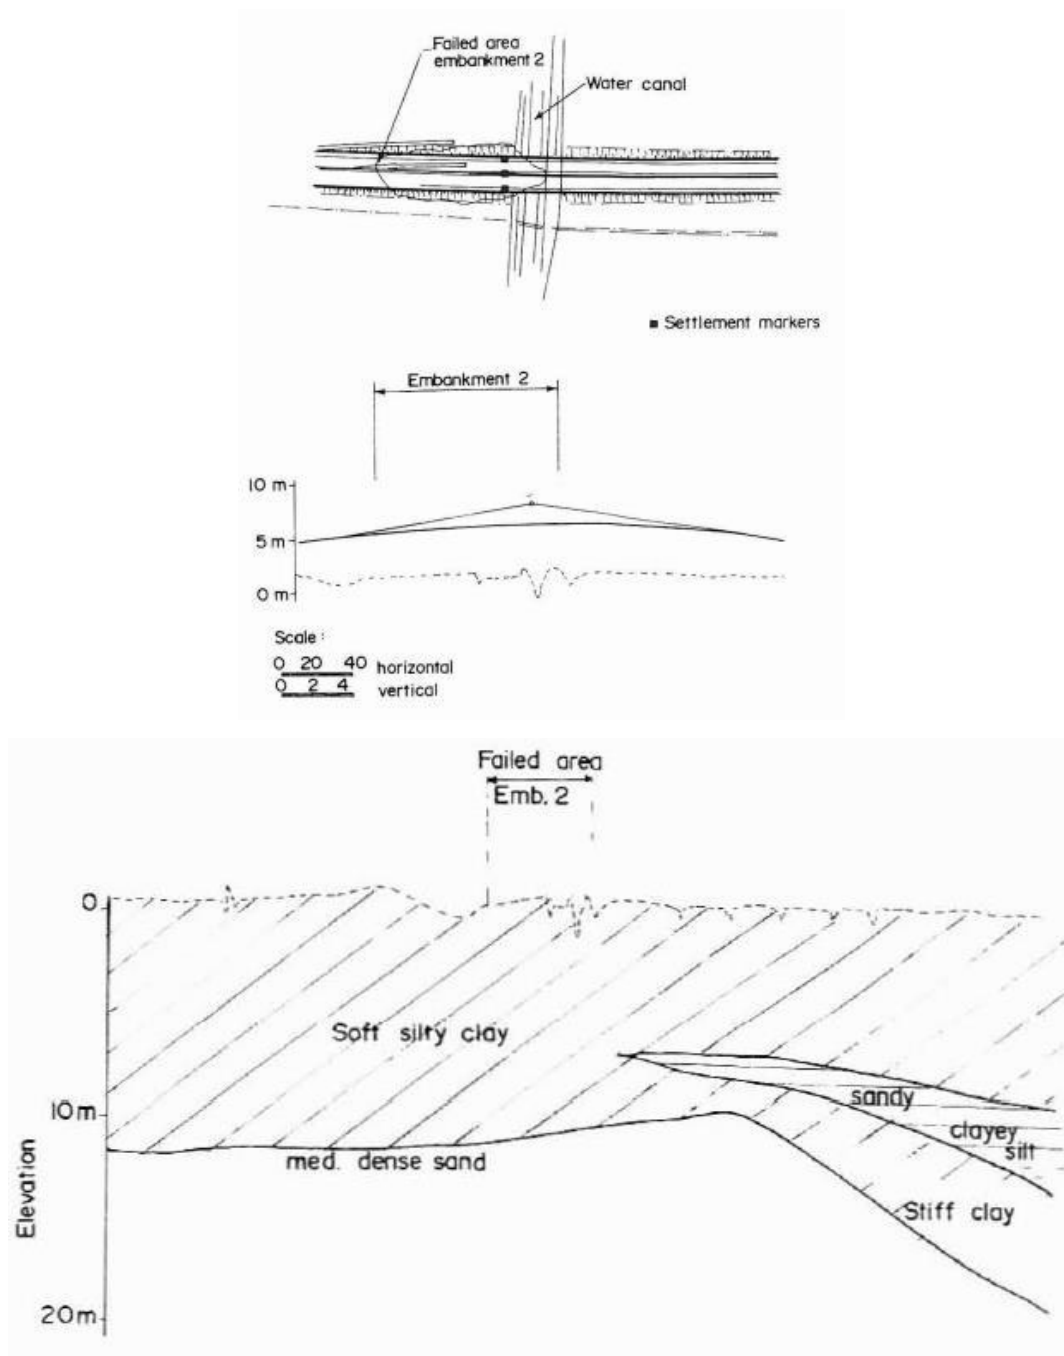 Failed area
embankment 2
Water canal
Settlement markers
Embankment 2
10 m
5 m
0 m
Scale :
0 20 40 horizontal
0 2 4 vertical
Failed area
Emb. 2
0
Soft silty clay
10m
sandy
clayey
silt
med. dense sand
Stiff clay
Elevation
20m